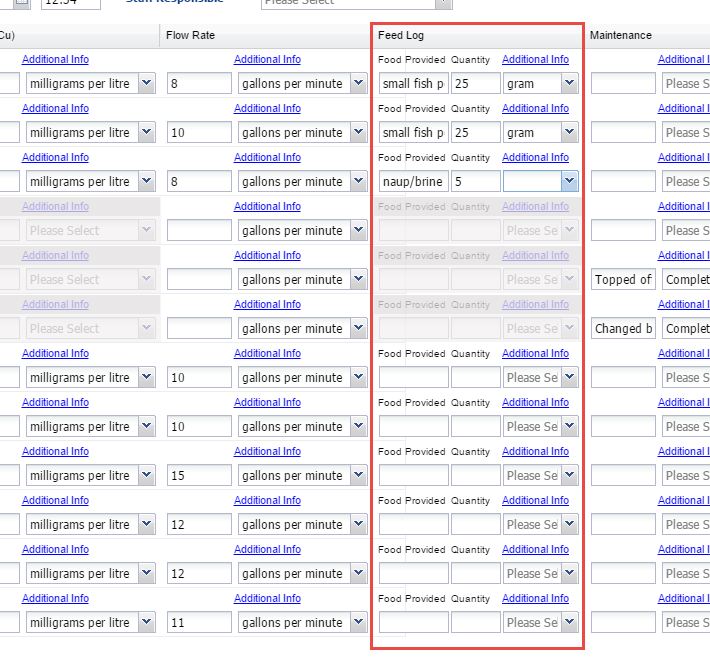 12:54 Staff Responsible Please Select
Cu) Flow Rate Feed Log Maintenance
Additional Info Additional Info Food Provided Quantity Additional Info Additional I
milligrams per litre 8 gallons per minute small fish p 25 gram Please S
Additional Info Additional Info Food Provided Quantity Additional Info Additional I
milligrams per litre 10 gallons per minute small fish p 25 gram Please S
Additional Info Additional Info Food Provided Quantity Additional Info Additional I
milligrams per litre 8 gallons per minute naup/brine 5 Please S
Additional Info Additional Info Food Provided Quantity Additional Info Additional I
Please Select gallons per minute Please Se Please S
Additional Info Additional Info Food Provided Quantity Additional Info Additional I
Please Select gallons per minute Please Se Topped of Complet
Additional Info Additional Info Food Provided Quantity Additional Info Additional I
Please Select gallons per minute Please Se Changed b Complet
Additional Info Additional Info Food Provided Quantity Additional Info Additional I
milligrams per litre 10 gallons per minute Please Sel Please S
Additional Info Additional Info Food Provided Quantity Additional Info Additional I
milligrams per litre 10 gallons per minute Please Sel Please S
Additional Info Additional Info Food Provided Quantity Additional Info Additional I
milligrams per litre 15 gallons per minute Please Sel Please S
Additional Info Additional Info Food Provided Quantity Additional Info Additional I
milligrams per litre 12 gallons per minute Please Sel Please S
Additional Info Additional Info Food Provided Quantity Additional Info Additional I
milligrams per litre 12 gallons per minute Please Sel Please S
Additional Info Additional Info Food Provided Quantity Additional Info Additional I
milligrams per litre 11 gallons per minute Please Sel Please S